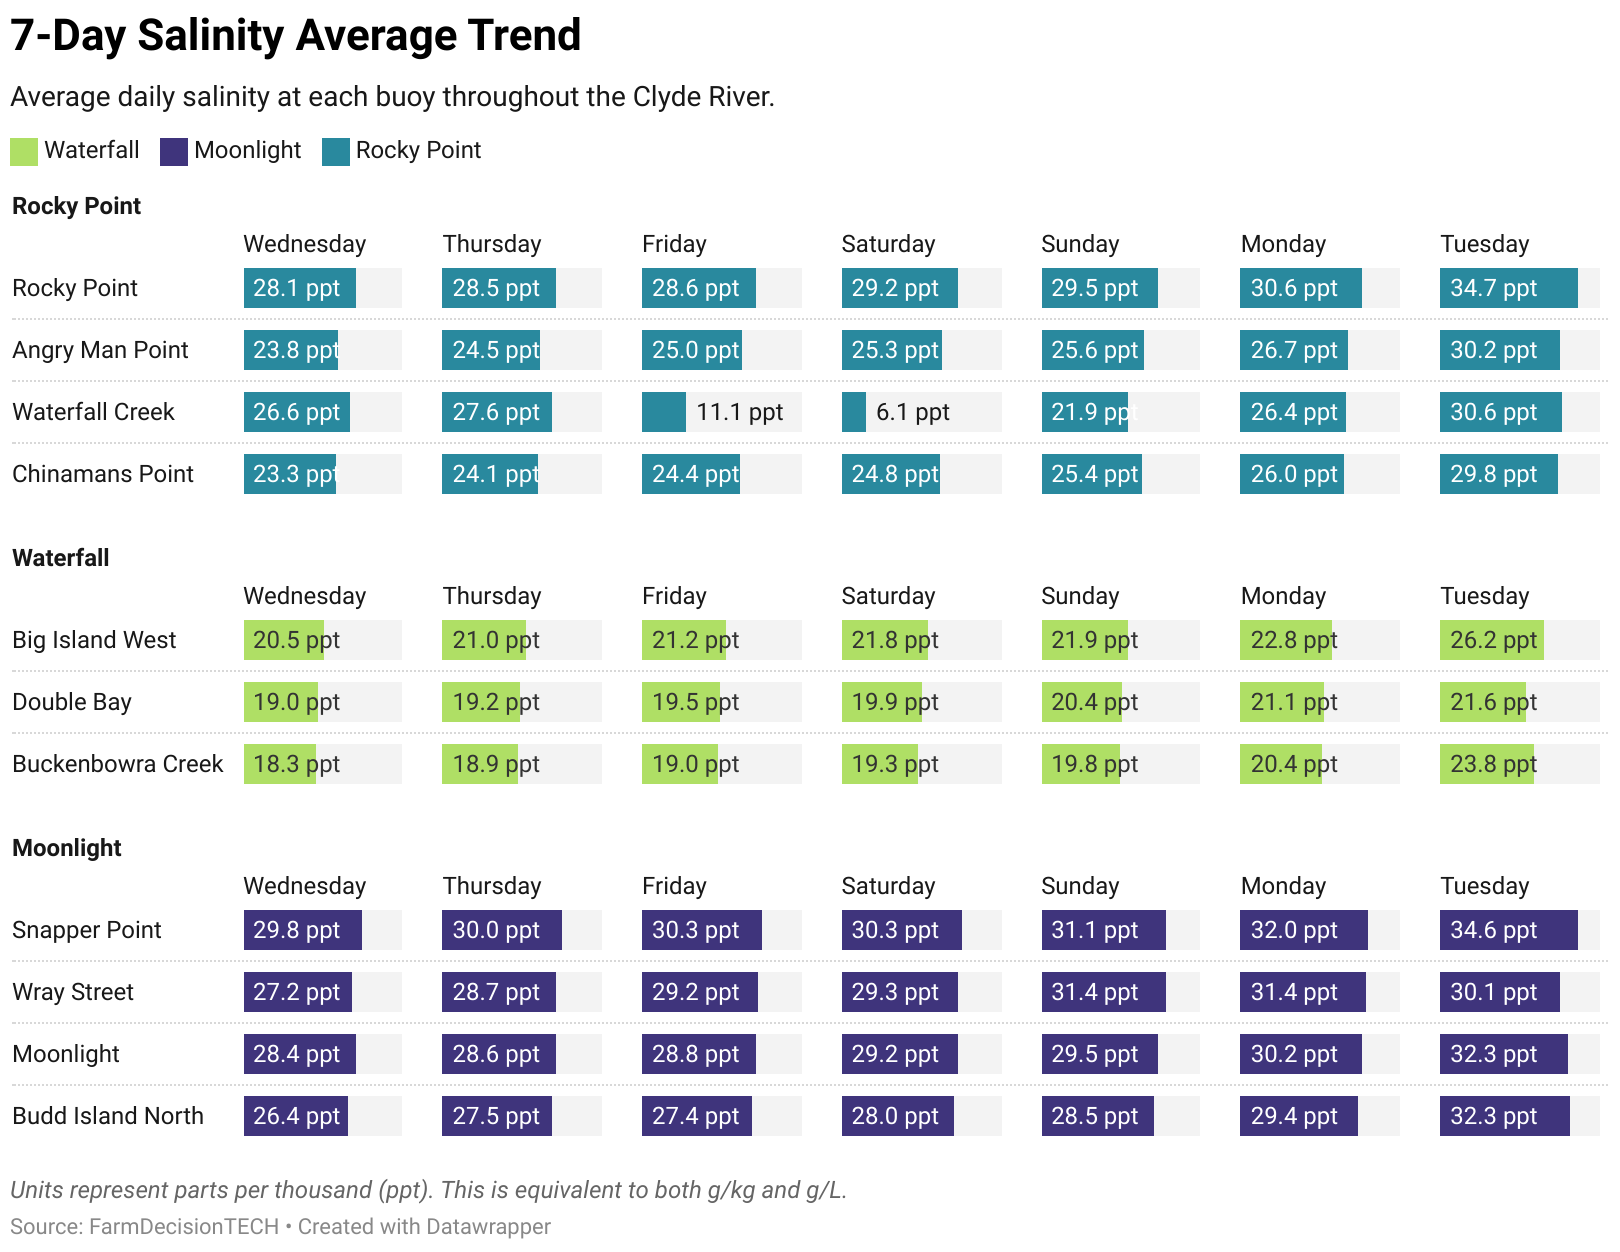 7-Day Salinity Average Trend
Average daily salinity at each buoy throughout the Clyde River.
Waterfall Moonlight Rocky Point
Rocky Point
Wednesday Thursday Friday Saturday Sunday Monday Tuesday
Rocky Point 28.1 ppt 28.5 ppt 28.6 ppt 29.2 ppt 29.5 ppt 30.6 ppt 34.7 ppt
Angry Man Point 23.8 ppt 24.5 ppt 25.0 ppt 25.3 ppt 25.6 ppt 26.7 ppt 30.2 ppt
Waterfall Creek 26.6 ppt 27.6 ppt 11.1 ppt 6.1 ppt 21.9 ppt 26.4 ppt 30.6 ppt
Chinamans Point 23.3 ppt 24.1 ppt 24.4 ppt 24.8 ppt 25.4 ppt 26.0 ppt 29.8 ppt
Waterfall
Wednesday Thursday Friday Saturday Sunday Monday Tuesday
Big Island West 20.5 ppt 21.0 ppt 21.2 ppt 21.8 ppt 21.9 ppt 22.8 ppt 26.2 ppt
Double Bay 19.0 ppt 19.2 ppt 19.5 ppt 19.9 ppt 20.4 ppt 21.1 ppt 21.6 ppt
Buckenbowra Creek 18.3 ppt 18.9 ppt 19.0 ppt 19.3 ppt 19.8 ppt 20.4 ppt 23.8 ppt
Moonlight
Wednesday Thursday Friday Saturday Sunday Monday Tuesday
Snapper Point 29.8 ppt 30.0 ppt 30.3 ppt 30.3 ppt 31.1 ppt 32.0 ppt 34.6 ppt
Wray Street 27.2 ppt 28.7 ppt 29.2 ppt 29.3 ppt 31.4 ppt 31.4 ppt 30.1 ppt
Moonlight 28.4 ppt 28.6 ppt 28.8 ppt 29.2 ppt 29.5 ppt 30.2 ppt 32.3 ppt
Budd Island North 26.4 ppt 27.5 ppt 27.4 ppt 28.0 ppt 28.5 ppt 29.4 ppt 32.3 ppt
Units represent parts per thousand (ppt). This is equivalent to both g/kg and g/L.
Source: FarmDecisionTECH • Created with Datawrapper